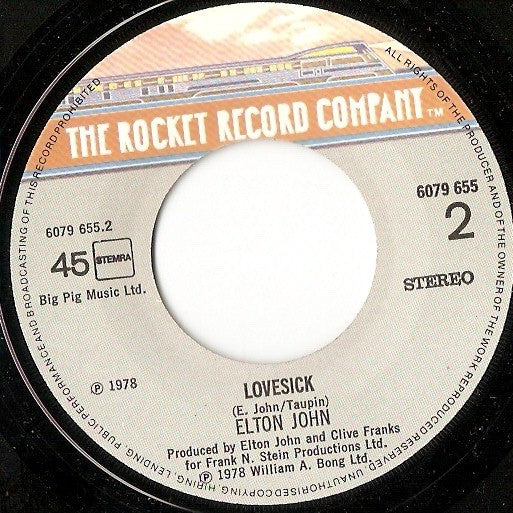 THE ROCKET RECORD COMPANY™
ALL RIGHTS OF THE PRODUCER AND OF THE OWNER OF THE WORK REPRODUCED RESERVED. UNAUTHORISED COPYING, HIRING, LENDING, PUBLIC PERFORMANCE AND BROADCASTING OF THIS RECORD PROHIBITED
6079 655
2
STEREO
6079 655.2
45 STEMRA
Big Pig Music Ltd.
℗ 1978
LOVESICK
(E. John/Taupin)
ELTON JOHN
Produced by Elton John and Clive Franks
for Frank N. Stein Productions Ltd.
℗ 1978 William A. Bong Ltd.